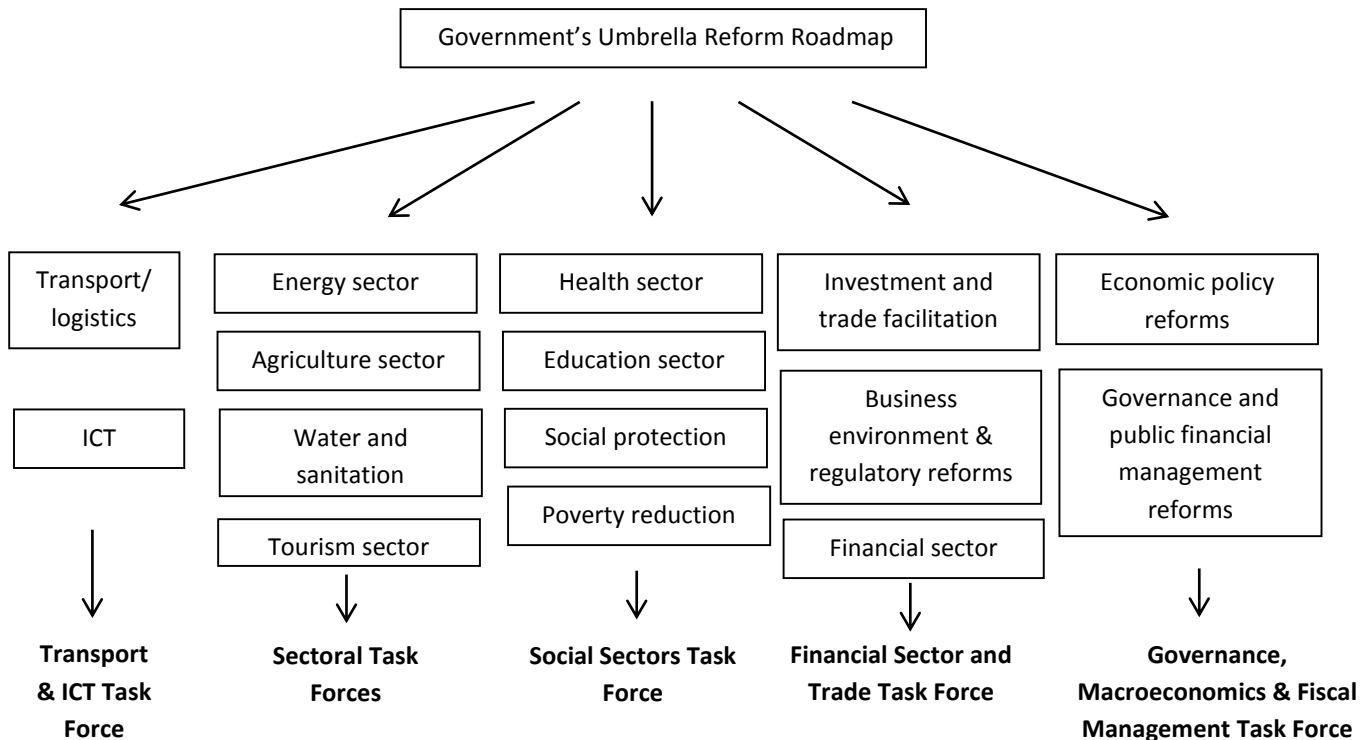 Government’s Umbrella Reform Roadmap
Transport/
logistics
ICT
Transport
& ICT Task
Force
Energy sector
Agriculture sector
Water and
sanitation
Tourism sector
Sectoral Task
Forces
Health sector
Education sector
Social protection
Poverty reduction
Social Sectors Task
Force
Investment and
trade facilitation
Business
environment &
regulatory reforms
Financial sector
Financial Sector and
Trade Task Force
Economic policy
reforms
Governance and
public financial
management
reforms
Governance,
Macroeconomics & Fiscal
Management Task Force